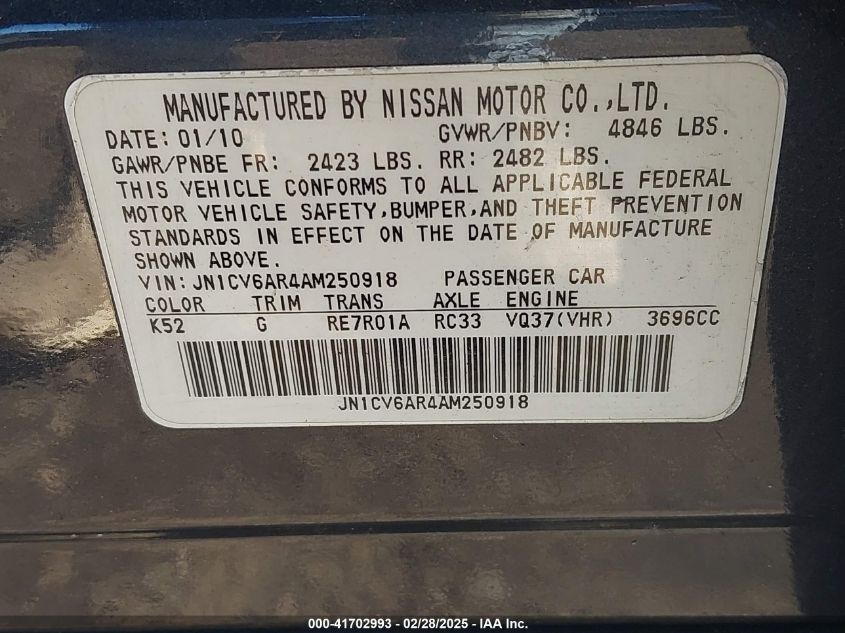 MANUFACTURED BY NISSAN MOTOR CO.,LTD.
DATE: 01/10 GVWR/PNBV: 4846 LBS.
GAWR/PNBE FR: 2423 LBS. RR: 2482 LBS.
THIS VEHICLE CONFORMS TO ALL APPLICABLE FEDERAL
MOTOR VEHICLE SAFETY,BUMPER,AND THEFT PREVENTION
STANDARDS IN EFFECT ON THE DATE OF MANUFACTURE
SHOWN ABOVE.
VIN: JN1CV6AR4AM250918 PASSENGER CAR
COLOR TRIM TRANS AXLE ENGINE
K52 G RE7R01A RC33 VQ37(VHR) 3696CC
JN1CV6AR4AM250918
000-41702993 - 02/28/2025 - IAA Inc.